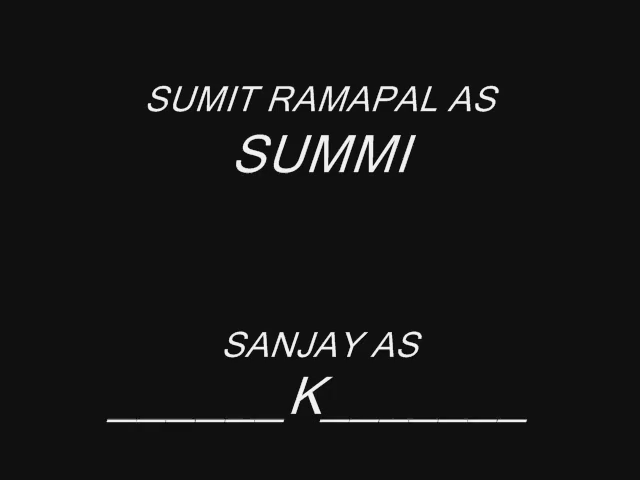 SUMIT RAMAPAL AS
SUMMI
SANJAY AS
______K_______